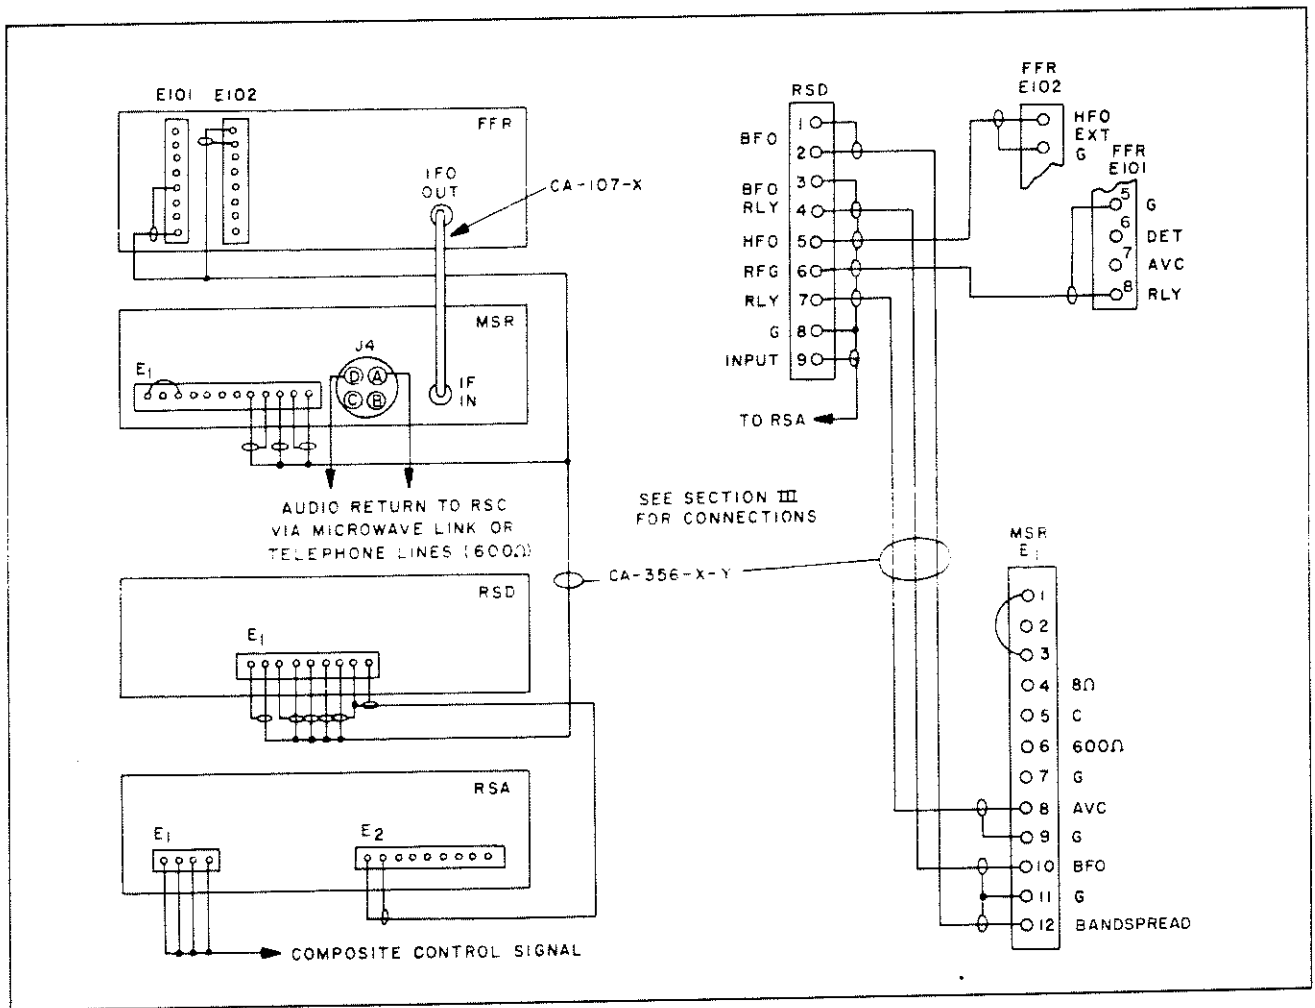 E101 E102
FFR
IFO
OUT
CA-107-X
MSR
J4
E1
D A
C B
IF
IN
AUDIO RETURN TO RSC
VIA MICROWAVE LINK OR
TELEPHONE LINES (600Ω)
RSD
E1
RSA
E1
E2
COMPOSITE CONTROL SIGNAL
RSD
1
BFO
2
3
BFO
RLY 4
HFO 5
RFG 6
RLY 7
G 8
INPUT 9
TO RSA
FFR
E102
HFO
EXT
G
FFR
E101
5 G
6 DET
7 AVC
8 RLY
SEE SECTION III
FOR CONNECTIONS
CA-356-X-Y
MSR
E1
1
2
3
4 8Ω
5 C
6 600Ω
7 G
8 AVC
9 G
10 BFO
11 G
12 BANDSPREAD